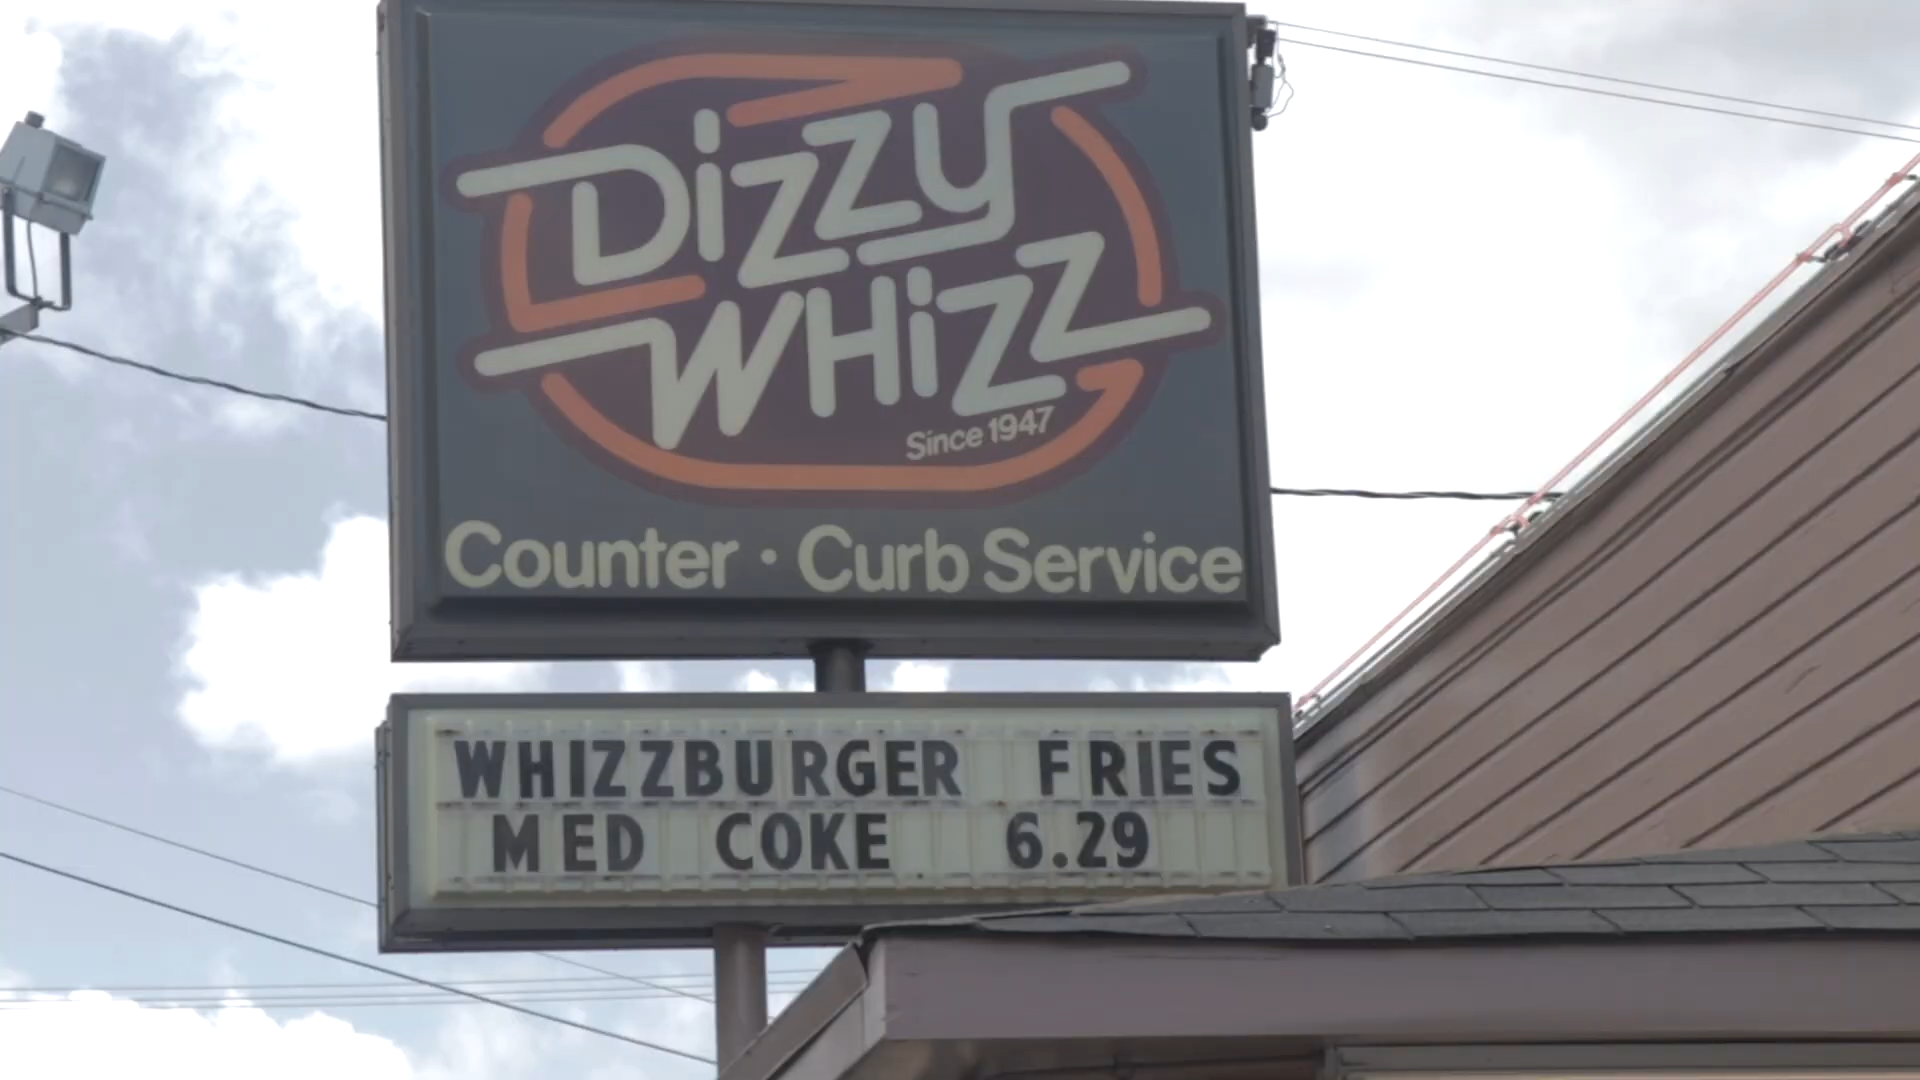 Dizzy
WHiZZ
Since 1947
Counter · Curb Service
WHIZZBURGER FRIES
MED COKE 6.29